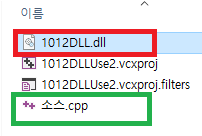 이름
1012DLL.dll
1012DLLUse2.vcxproj
1012DLLUse2.vcxproj.filters
소스.cpp